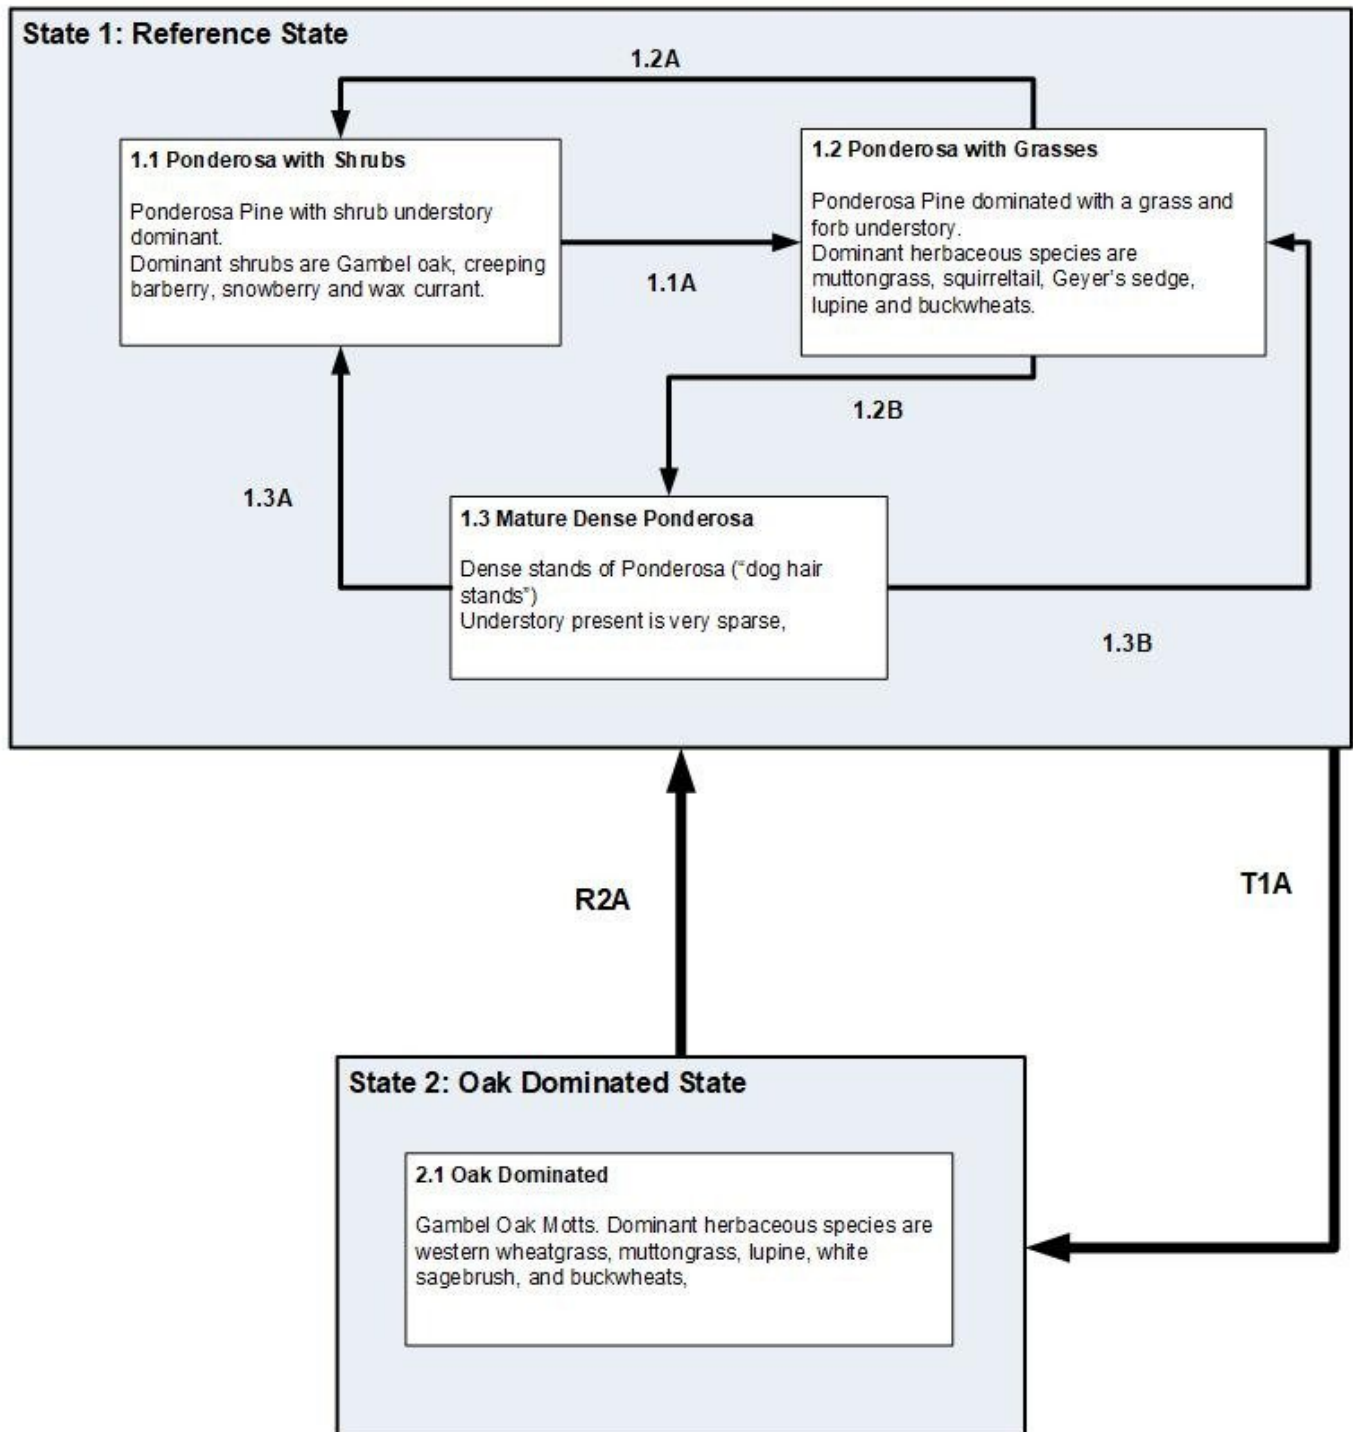 State 1: Reference State
1.2A
1.1 Ponderosa with Shrubs
Ponderosa Pine with shrub understory
dominant.
Dominant shrubs are Gambel oak, creeping
barberry, snowberry and wax currant.
1.1A
1.2 Ponderosa with Grasses
Ponderosa Pine dominated with a grass and
forb understory.
Dominant herbaceous species are
muttongrass, squirreltail, Geyer's sedge,
lupine and buckwheats.
1.2B
1.3A
1.3 Mature Dense Ponderosa
Dense stands of Ponderosa (“dog hair
stands”)
Understory present is very sparse,
1.3B
R2A
T1A
State 2: Oak Dominated State
2.1 Oak Dominated
Gambel Oak Motts. Dominant herbaceous species are
western wheatgrass, muttongrass, lupine, white
sagebrush, and buckwheats,